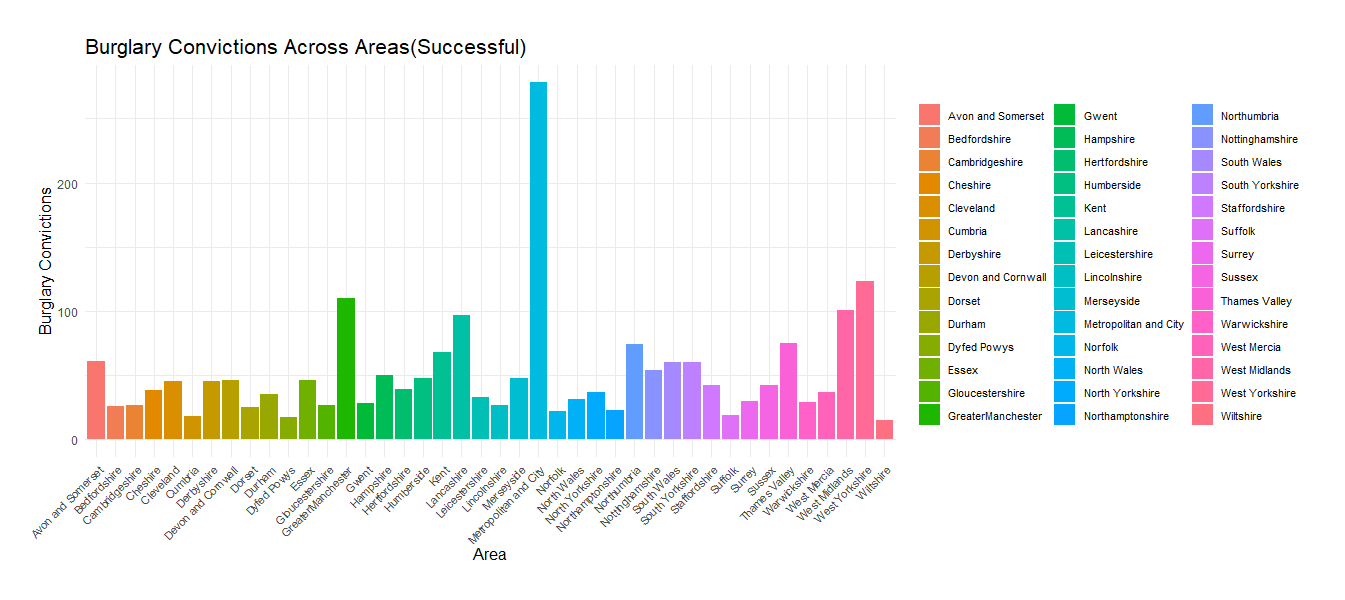 Burglary Convictions Across Areas(Successful)
Burglary Convictions
200
100
0
Avon and Somerset
Bedfordshire
Cambridgeshire
Cheshire
Cleveland
Cumbria
Derbyshire
Devon and Cornwall
Dorset
Durham
Dyfed Powys
Essex
Gloucestershire
GreaterManchester
Gwent
Hampshire
Hertfordshire
Humberside
Kent
Lancashire
Leicestershire
Lincolnshire
Merseyside
Metropolitan and City
Norfolk
North Wales
North Yorkshire
Northamptonshire
Northumbria
Nottinghamshire
South Wales
South Yorkshire
Staffordshire
Suffolk
Surrey
Sussex
Thames Valley
Warwickshire
West Mercia
West Midlands
West Yorkshire
Wiltshire
Area
Avon and Somerset
Bedfordshire
Cambridgeshire
Cheshire
Cleveland
Cumbria
Derbyshire
Devon and Cornwall
Dorset
Durham
Dyfed Powys
Essex
Gloucestershire
GreaterManchester
Gwent
Hampshire
Hertfordshire
Humberside
Kent
Lancashire
Leicestershire
Lincolnshire
Merseyside
Metropolitan and City
Norfolk
North Wales
North Yorkshire
Northamptonshire
Northumbria
Nottinghamshire
South Wales
South Yorkshire
Staffordshire
Suffolk
Surrey
Sussex
Thames Valley
Warwickshire
West Mercia
West Midlands
West Yorkshire
Wiltshire